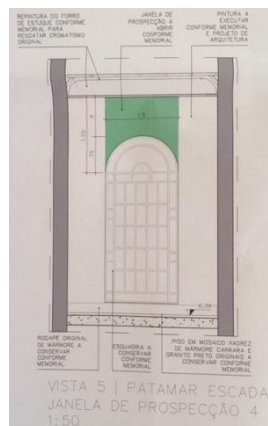 REPINTURA DO FORRO
DE ESTUQUE CONFORME
MEMORIAL PARA
RESGATAR CROMATISMO
ORIGINAL
JANELA DE
PROSPECÇÃO A
ABRIR
CONFORME
MEMORIAL
PINTURA A
EXECUTAR
CONFORME MEMORIAL
E PROJETO DE
ARQUITETURA
RODAPÉ ORIGINAL
DE MÁRMORE A
CONSERVAR
CONFORME
MEMORIAL
ESQUADRIA A
CONSERVAR
CONFORME
MEMORIAL
PISO EM MOSAICO XADREZ
DE MÁRMORE CARRARA E
GRANITO PRETO ORIGINAIS A
CONSERVAR CONFORME
MEMORIAL
VISTA 5 | PATAMAR ESCADA
JANELA DE PROSPECÇÃO 4
1:50